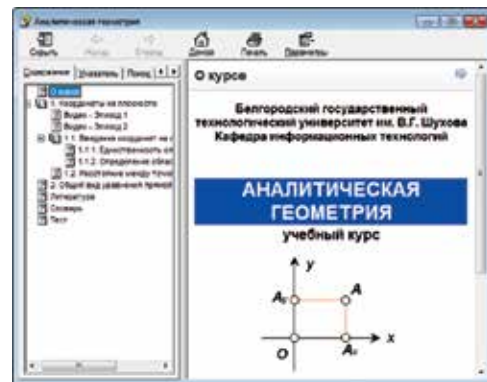 Аналитическая геометрия
Скрыть Назад Вперед Домой Печать Параметры
Содержание Указатель Поиск
О курсе
1. Координаты на плоскости
Видео - Эпизод 1
Видео - Эпизод 2
1.1. Введение координат на
1.1.1. Единственность
1.1.2. Определение облас
1.2. Расстояние между точк
2. Общий вид уравнения прямой
Литература
Словарь
Тест
О курсе
Белгородский государственный
технологический университет им. В.Г. Шухова
Кафедра информационных технологий
АНАЛИТИЧЕСКАЯ
ГЕОМЕТРИЯ
учебный курс
y
A
O
x